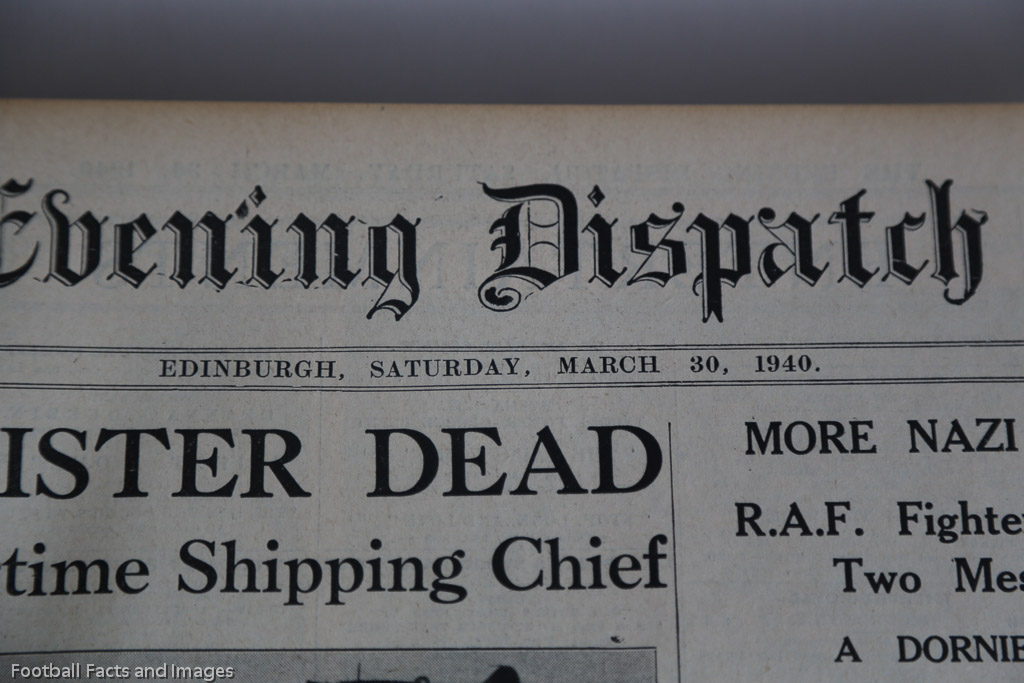 Evening Dispatch
EDINBURGH, SATURDAY, MARCH 30, 1940.
ISTER DEAD
time Shipping Chief
MORE NAZI
R.A.F. Fighte
Two Mes
A DORNIE
Football Facts and Images